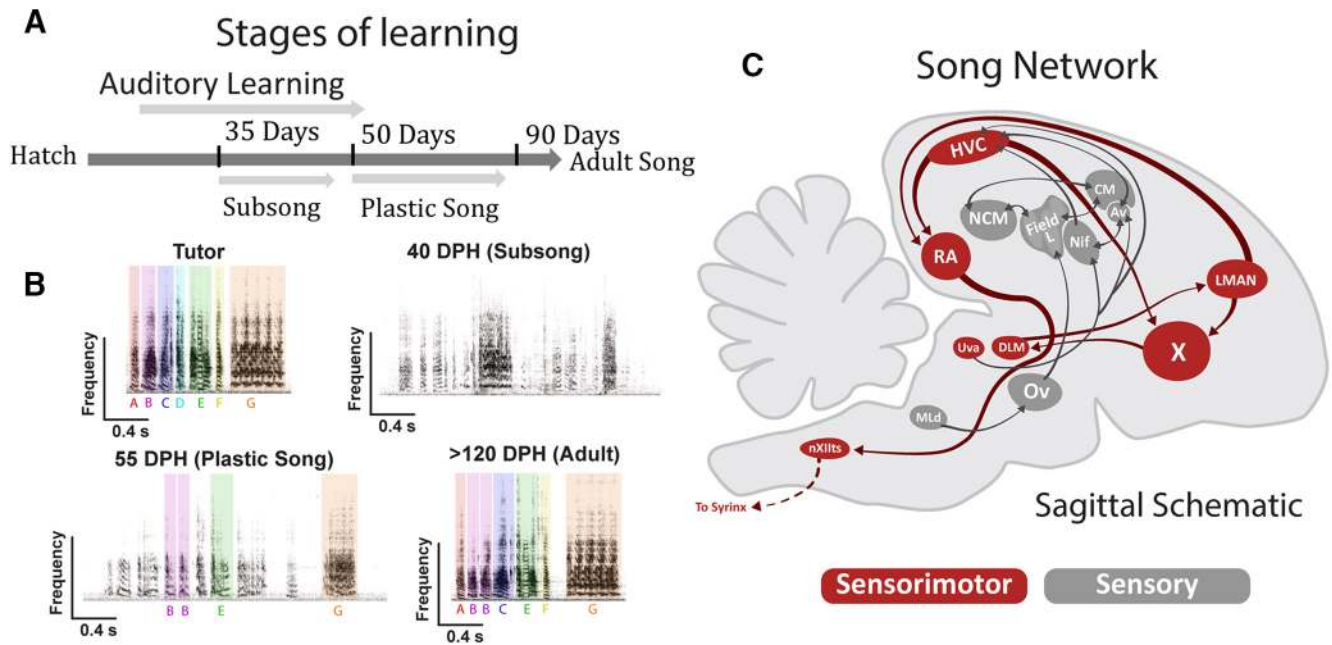 A
Stages of learning
Auditory Learning
35 Days
50 Days
90 Days
Hatch
Adult Song
Subsong
Plastic Song
B
Tutor
Frequency
A B C D E F G
0.4 s
40 DPH (Subsong)
Frequency
0.4 s
55 DPH (Plastic Song)
Frequency
B B E G
0.4 s
>120 DPH (Adult)
Frequency
A B B C E F G
0.4 s
C
Song Network
HVC
CM
NCM
Field
L
Av
Nif
RA
LMAN
Uva
DLM
X
Ov
MLd
nXIIts
To Syrinx
Sagittal Schematic
Sensorimotor
Sensory